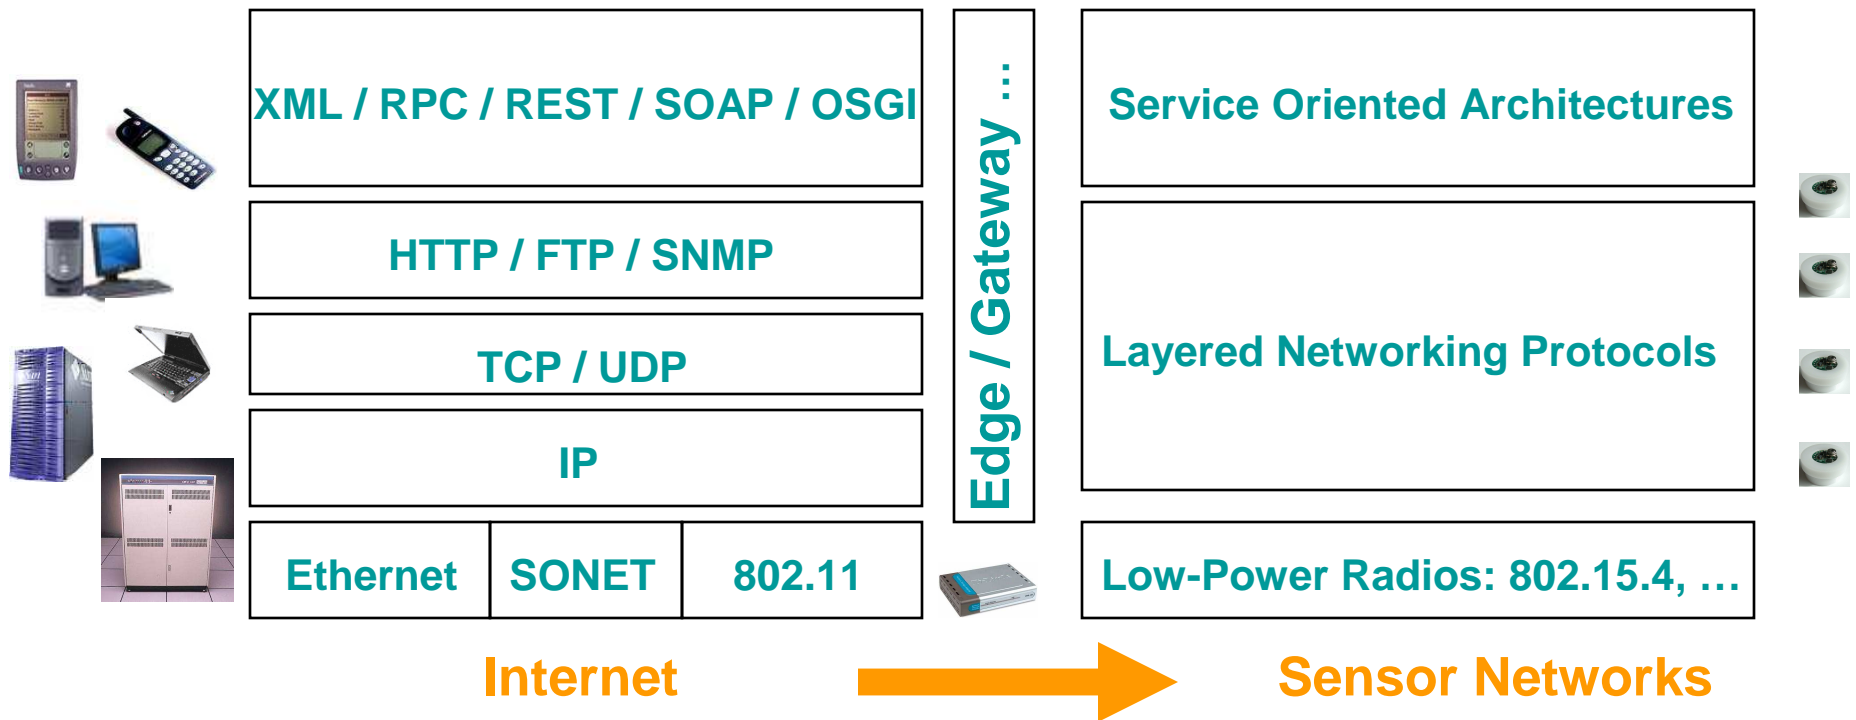 XML / RPC / REST / SOAP / OSGI
HTTP / FTP / SNMP
TCP / UDP
IP
Ethernet
SONET
802.11
Edge / Gateway ...
Service Oriented Architectures
Layered Networking Protocols
Low-Power Radios: 802.15.4, ...
Internet
Sensor Networks